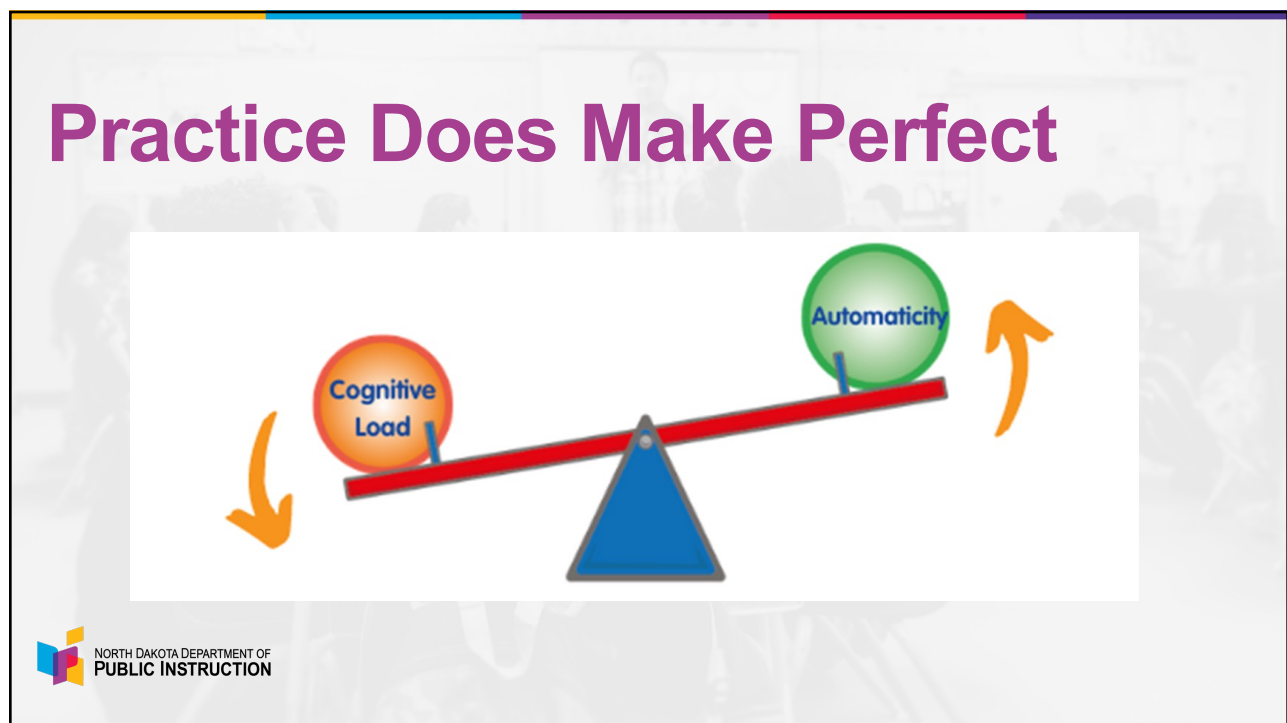 Practice Does Make Perfect
Automaticity
Cognitive
Load
NORTH DAKOTA DEPARTMENT OF
PUBLIC INSTRUCTION